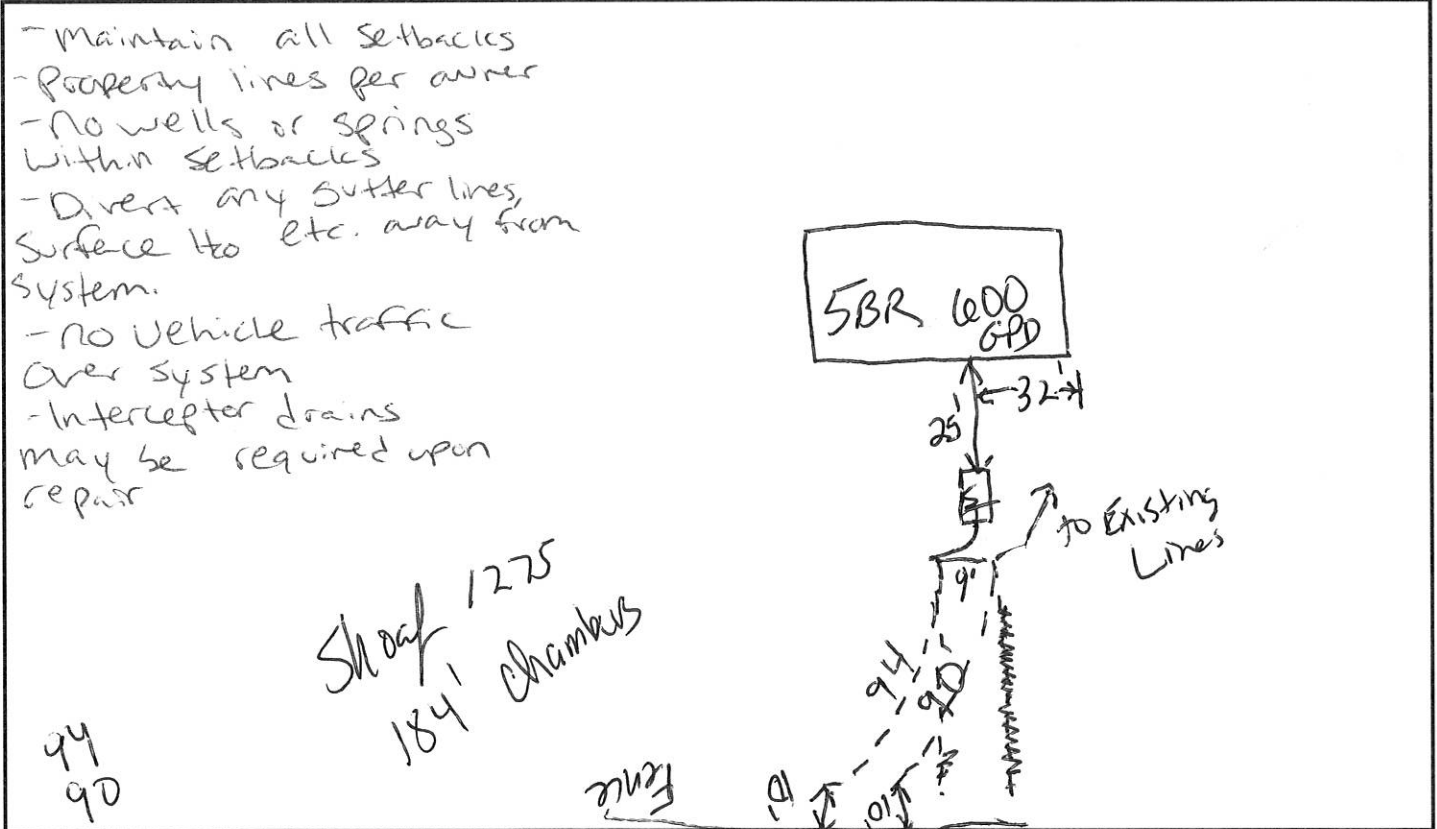 - Maintain all setbacks
- Property lines per owner
- no wells or springs
within setbacks
- Divert any gutter lines,
surface H2O etc. away from
system.
- no vehicle traffic
over system
- Interceptor drains
may be required upon
repair
5BR 600
GPD
32'
25'
to Existing
Lines
9'
94
90
Shoaf 1275
184' chambers
94
90
Fence
10'
10'